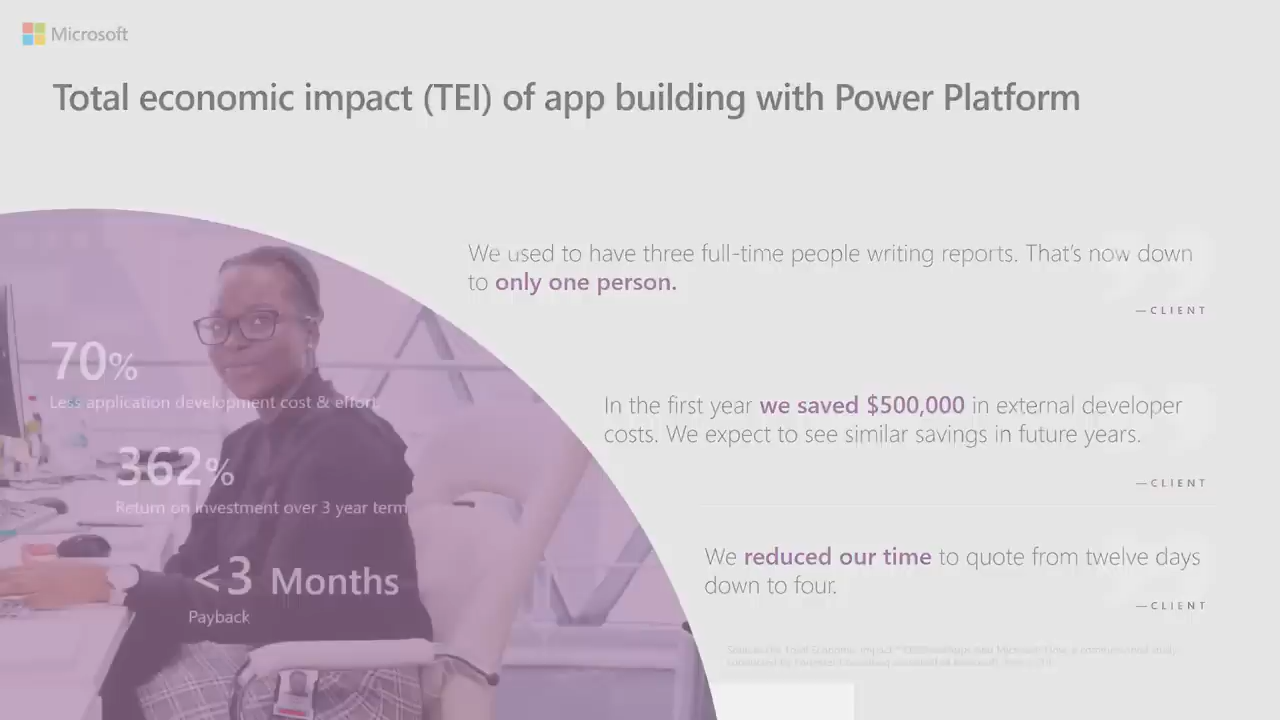 Microsoft
Total economic impact (TEI) of app building with Power Platform
We used to have three full-time people writing reports. That's now down
to only one person.
—CLIENT
70%
Less application development cost & effort
In the first year we saved $500,000 in external developer
costs. We expect to see similar savings in future years.
362%
Return on investment over 3 year term
—CLIENT
<3 Months
Payback
We reduced our time to quote from twelve days
down to four.
—CLIENT